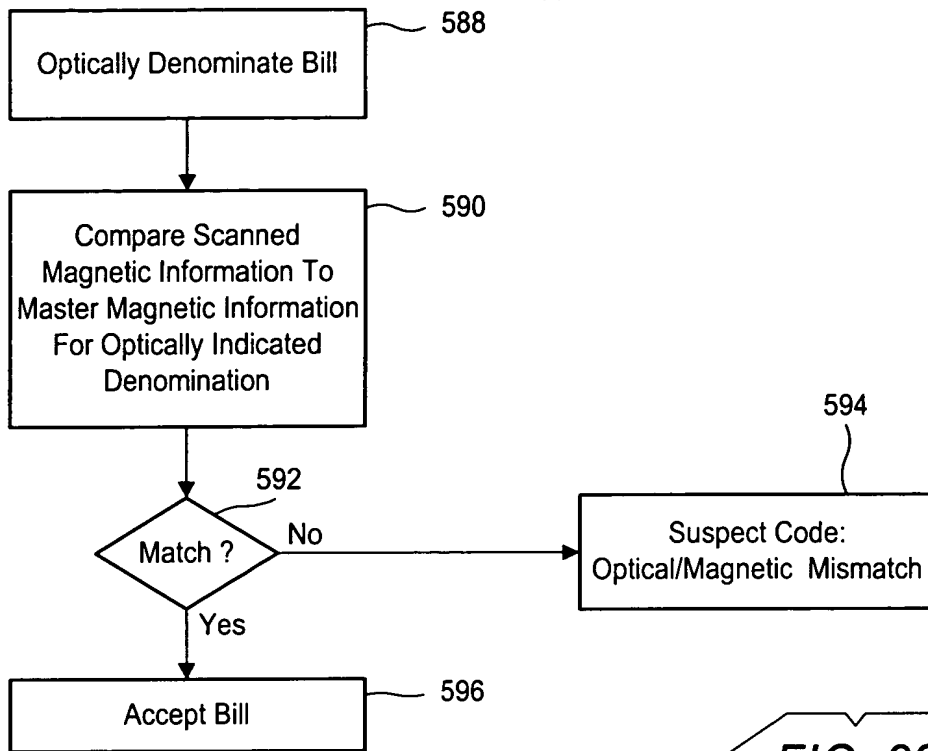 588
Optically Denominate Bill
590
Compare Scanned
Magnetic Information To
Master Magnetic Information
For Optically Indicated
Denomination
594
592
Match ?
No
Suspect Code:
Optical/Magnetic Mismatch
Yes
596
Accept Bill